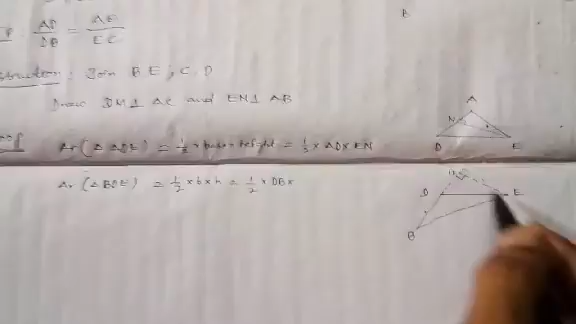 B
AD/DB = AE/EC
Join BE, CD
Draw DM⊥ AC and EN⊥ AB
Ar(△ADE) = 1/2 × base × height = 1/2 × AD × EN
Ar(△BDE) = 1/2 × b × h = 1/2 × DB ×
A
N
D E
D E
B